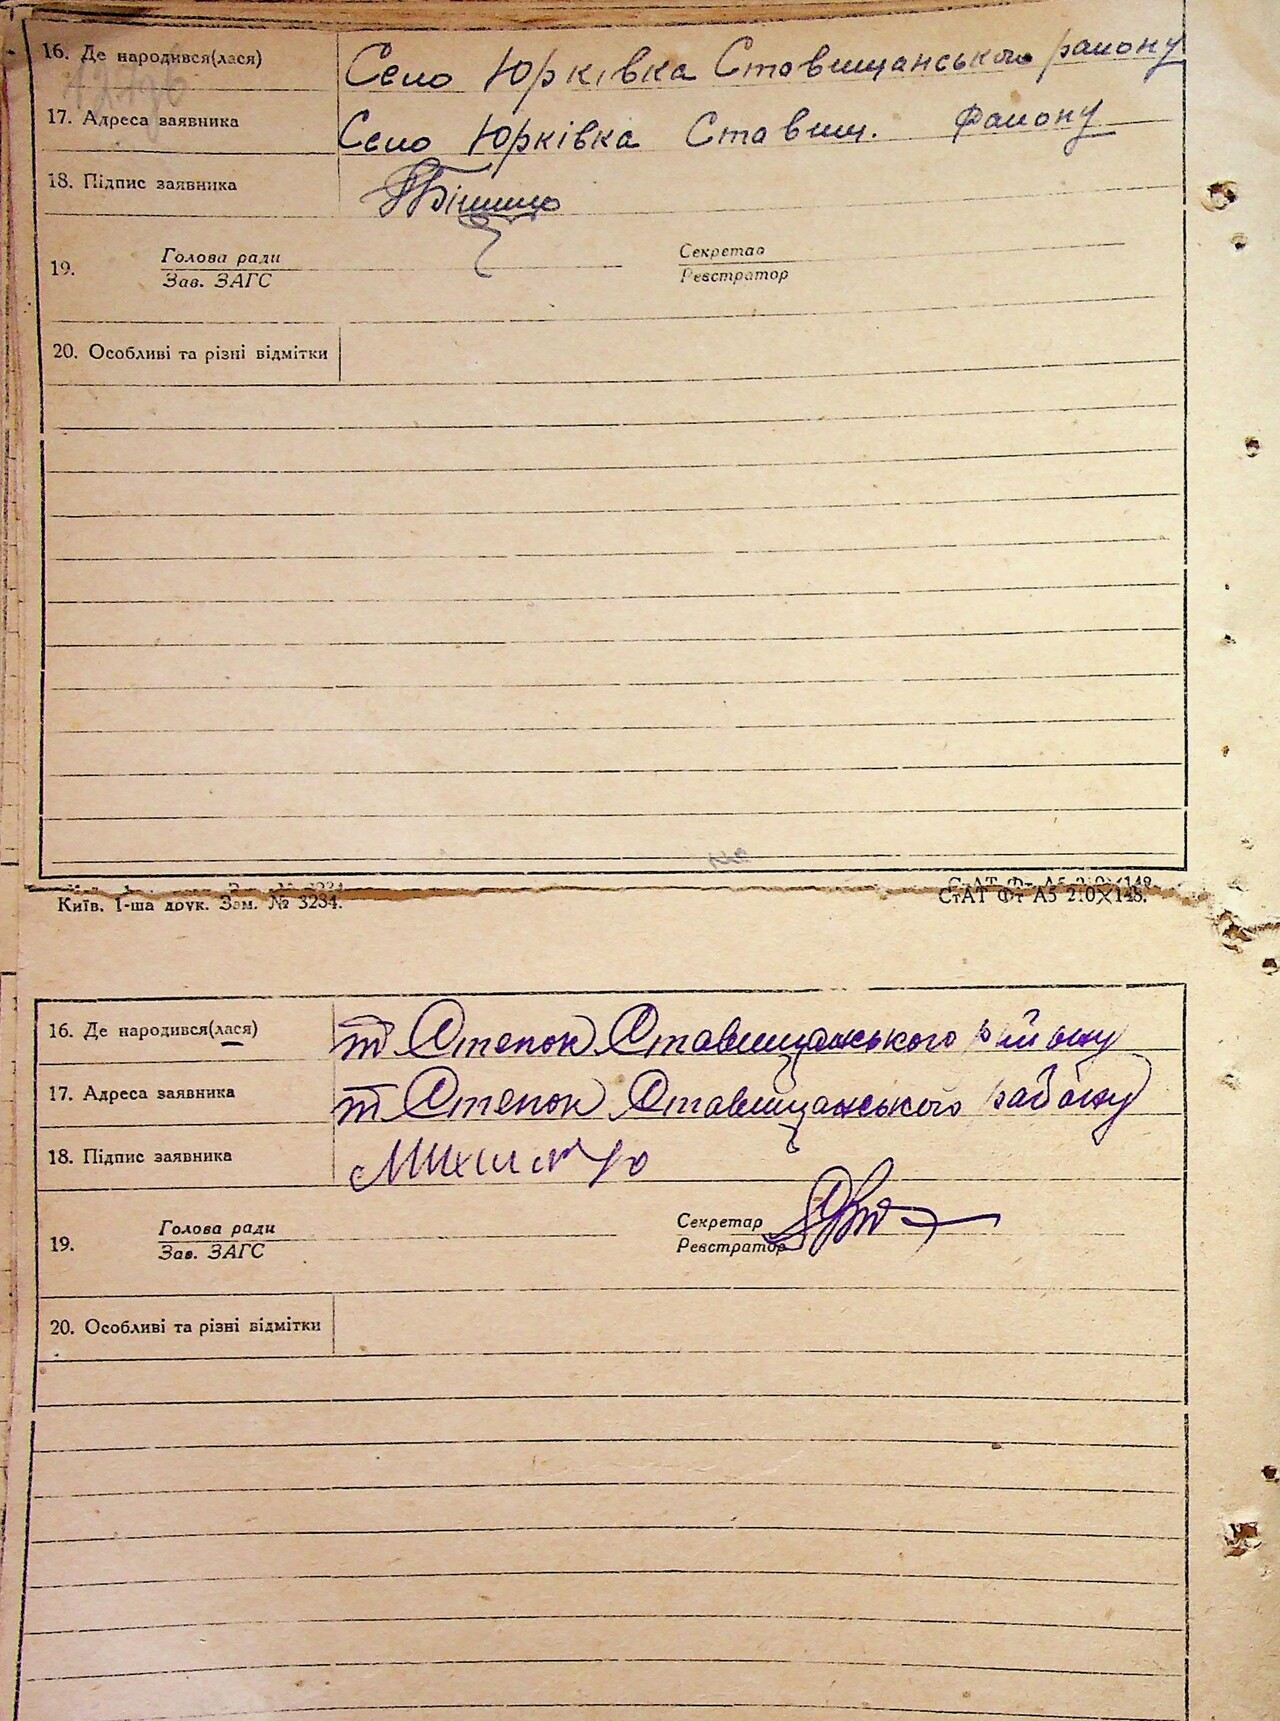 16. Де народився(лася) Село Юрківка Ставищанського району
17. Адреса заявника Село Юрківка Ставищ. району
18. Підпис заявника
19. Голова ради Секретар
Зав. ЗАГС Реєстратор
20. Особливі та різні відмітки
Київ. 1-ша друк. Зам. № 3234. СтАТ Фт А5 210×148.
16. Де народився(лася) Степок Ставищанського району
17. Адреса заявника Степок Ставищанського району
18. Підпис заявника
19. Голова ради Секретар
Зав. ЗАГС Реєстратор
20. Особливі та різні відмітки